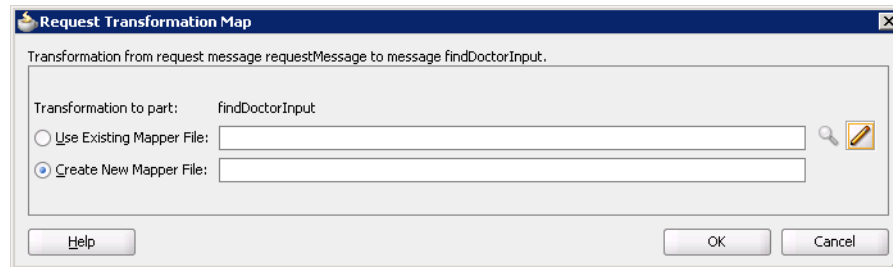 Request Transformation Map
Transformation from request message requestMessage to message findDoctorInput.
Transformation to part: findDoctorInput
Use Existing Mapper File:
Create New Mapper File:
Help OK Cancel